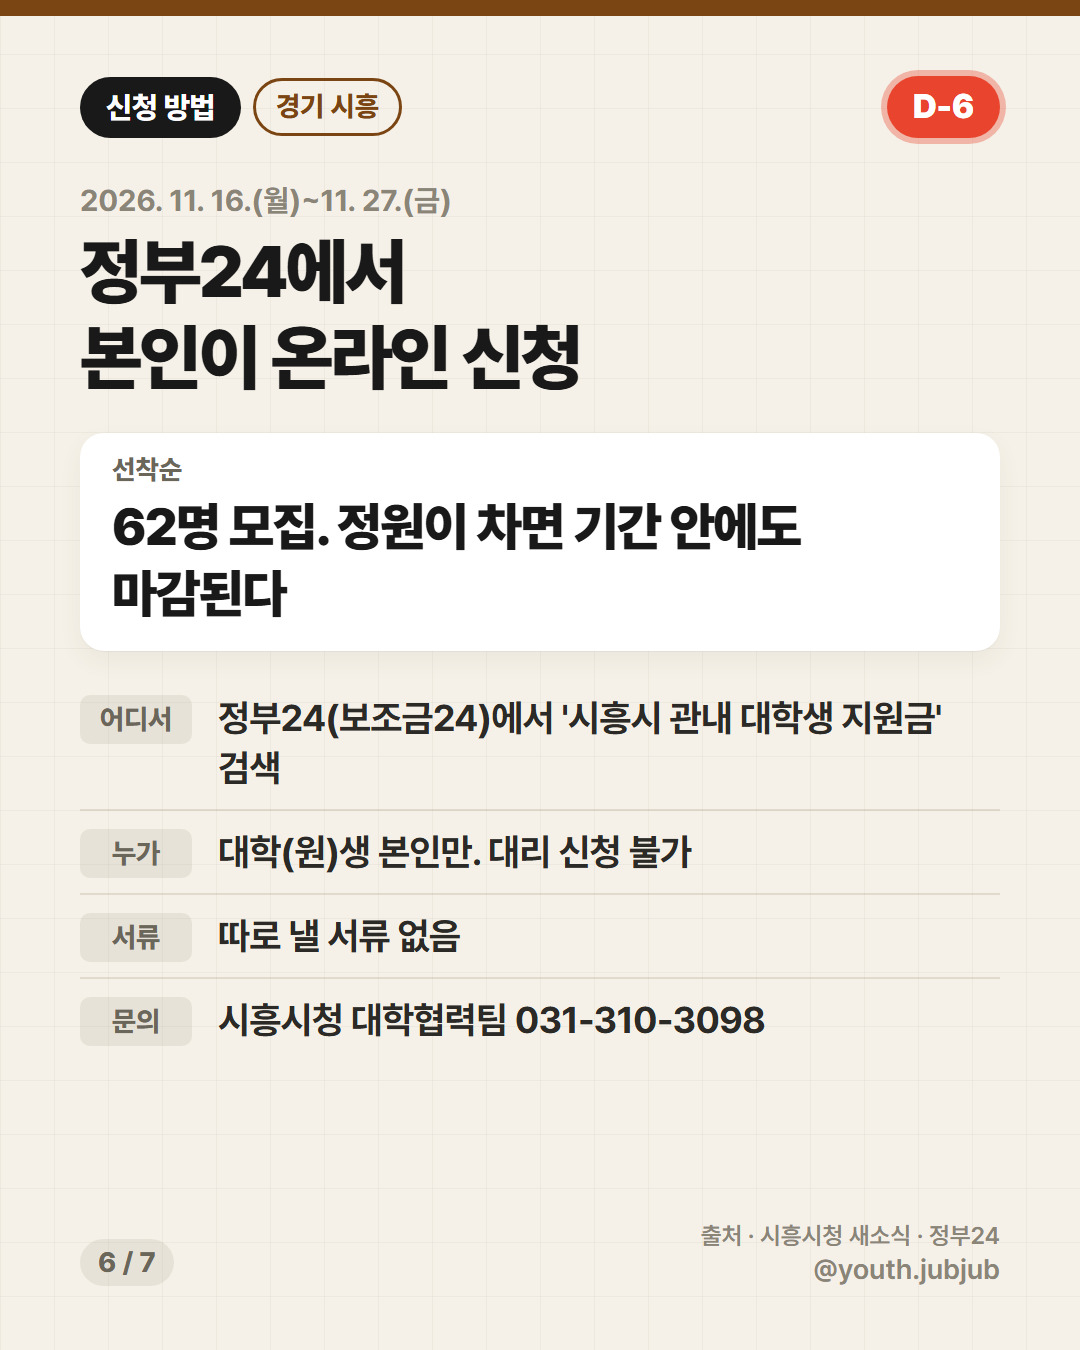 신청 방법
경기 시흥
D-6
2026. 11. 16.(월)~11. 27.(금)
정부24에서
본인이 온라인 신청
선착순
62명 모집. 정원이 차면 기간 안에도
마감된다
어디서
정부24(보조금24)에서 '시흥시 관내 대학생 지원금'
검색
누가
대학(원)생 본인만. 대리 신청 불가
서류
따로 낼 서류 없음
문의
시흥시청 대학협력팀 031-310-3098
6 / 7
출처 · 시흥시청 새소식 · 정부24
@youth.jubjub